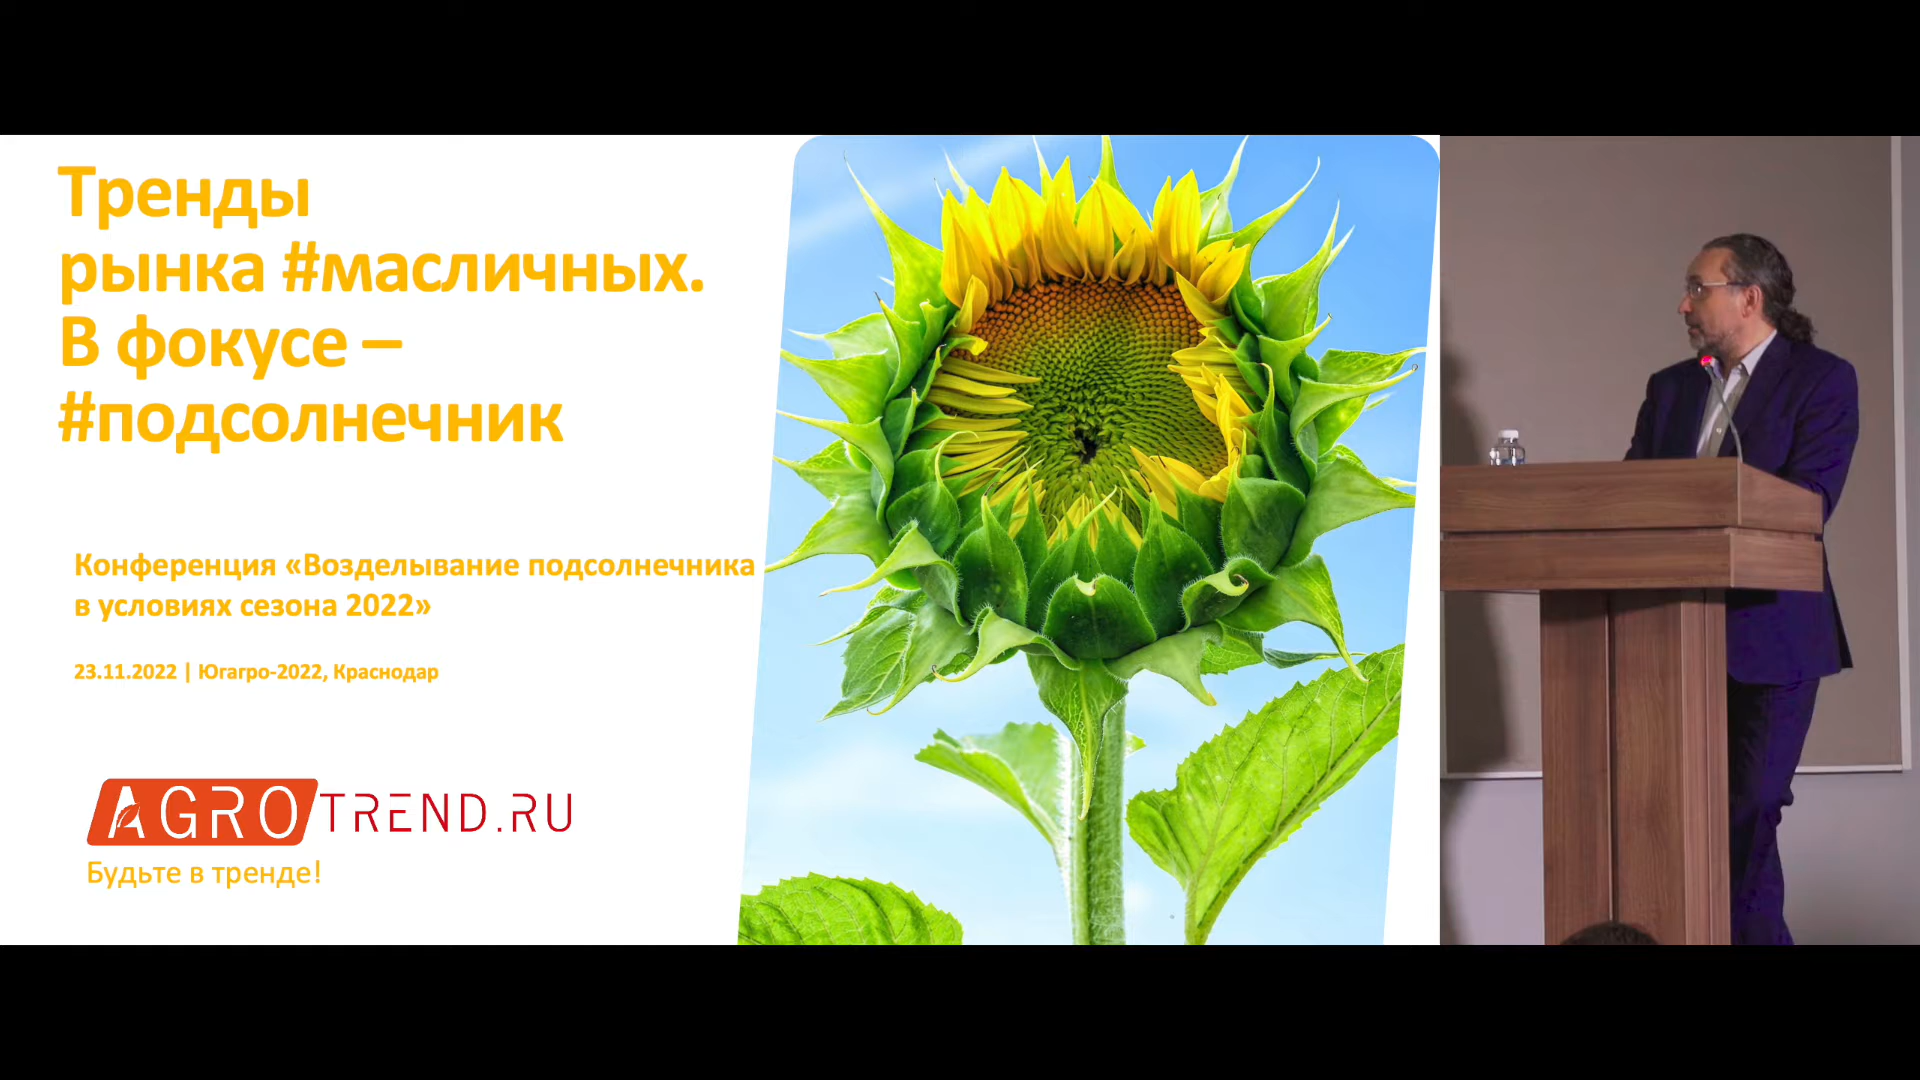 Тренды
рынка #масличных.
В фокусе –
#подсолнечник
Конференция «Возделывание подсолнечника
в условиях сезона 2022»
23.11.2022 | Югагро-2022, Краснодар
AGROTREND.RU
Будьте в тренде!